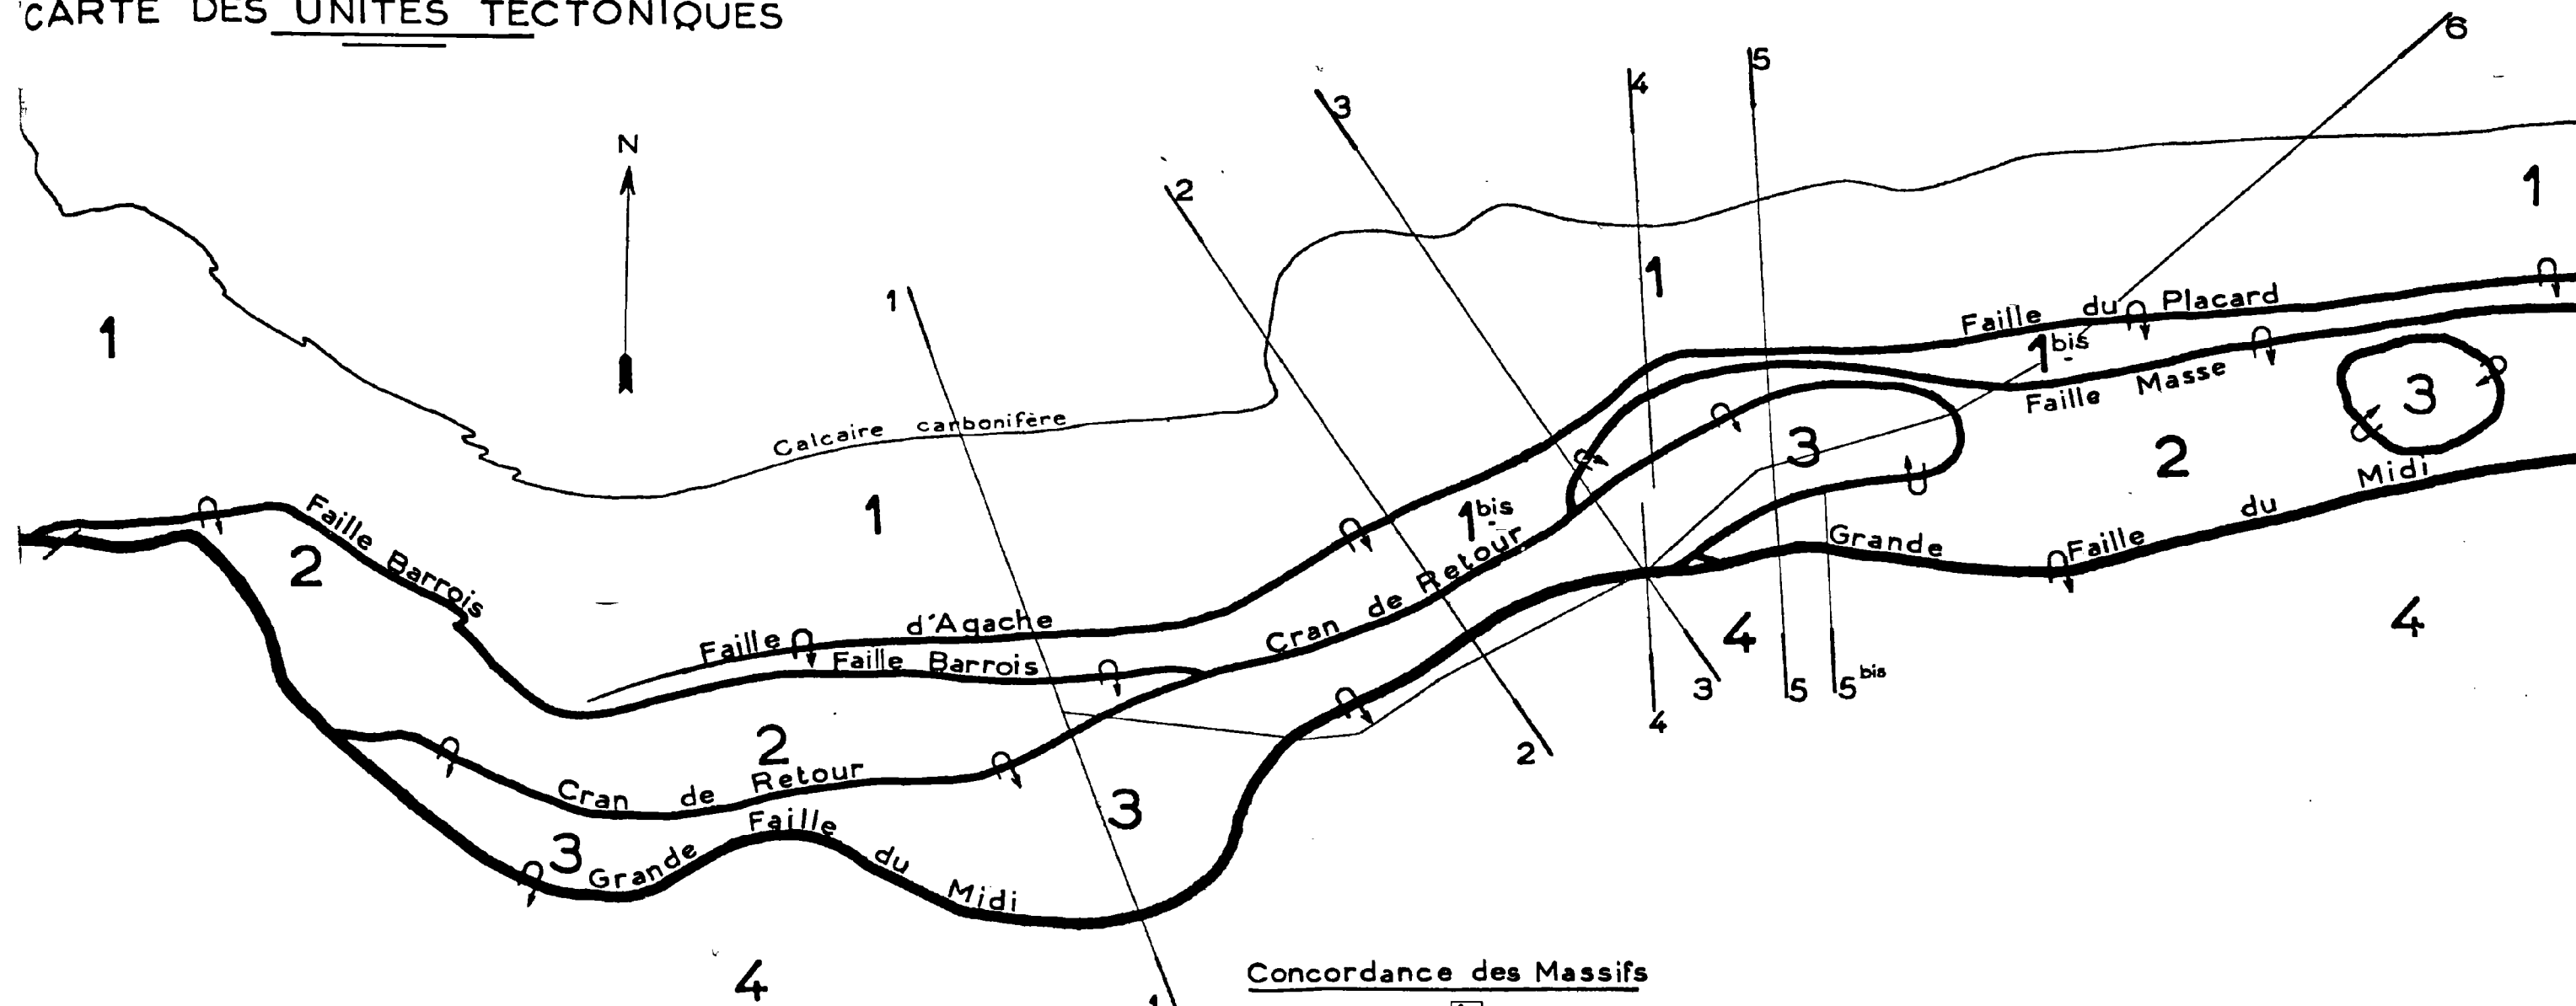 CARTE DES UNITES TECTONIQUES
N
6
5
4
3
2
1
1
1
1
1
Calcaire carbonifère
Faille du Placard
1bis
Faille Masse
3
3
2
Midi
du
Faille
Grande
Faille Barrois
2
1bis
Cran de Retour
Faille d'Agache
Faille Barrois
2
Cran de Retour
3
3
Grande Faille du Midi
4
4
4
3
5
5bis
4
2
1
Concordance des Massifs